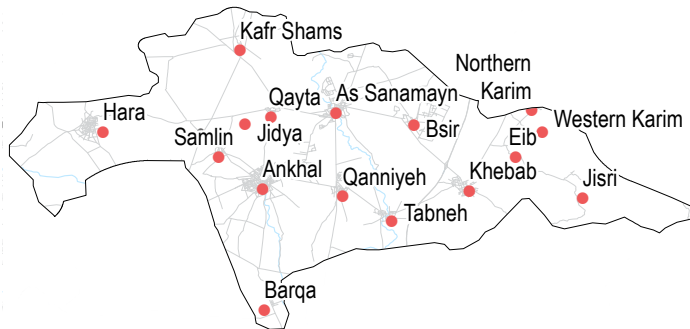 Kafr Shams
Northern
Karim
Hara
Qayta
As Sanamayn
Western Karim
Samlin
Jidya
Bsir
Eib
Ankhal
Qanniyeh
Khebab
Jisri
Tabneh
Barqa